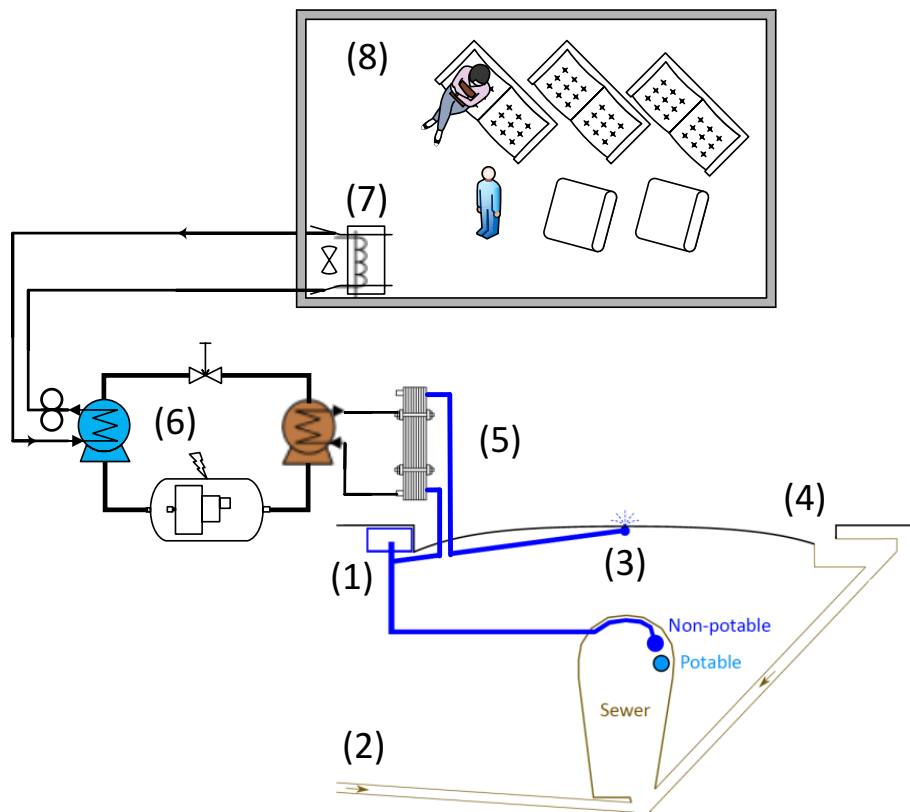 (8)
(7)
(6)
(5)
(4)
(1)
(3)
Non-potable
Potable
Sewer
(2)